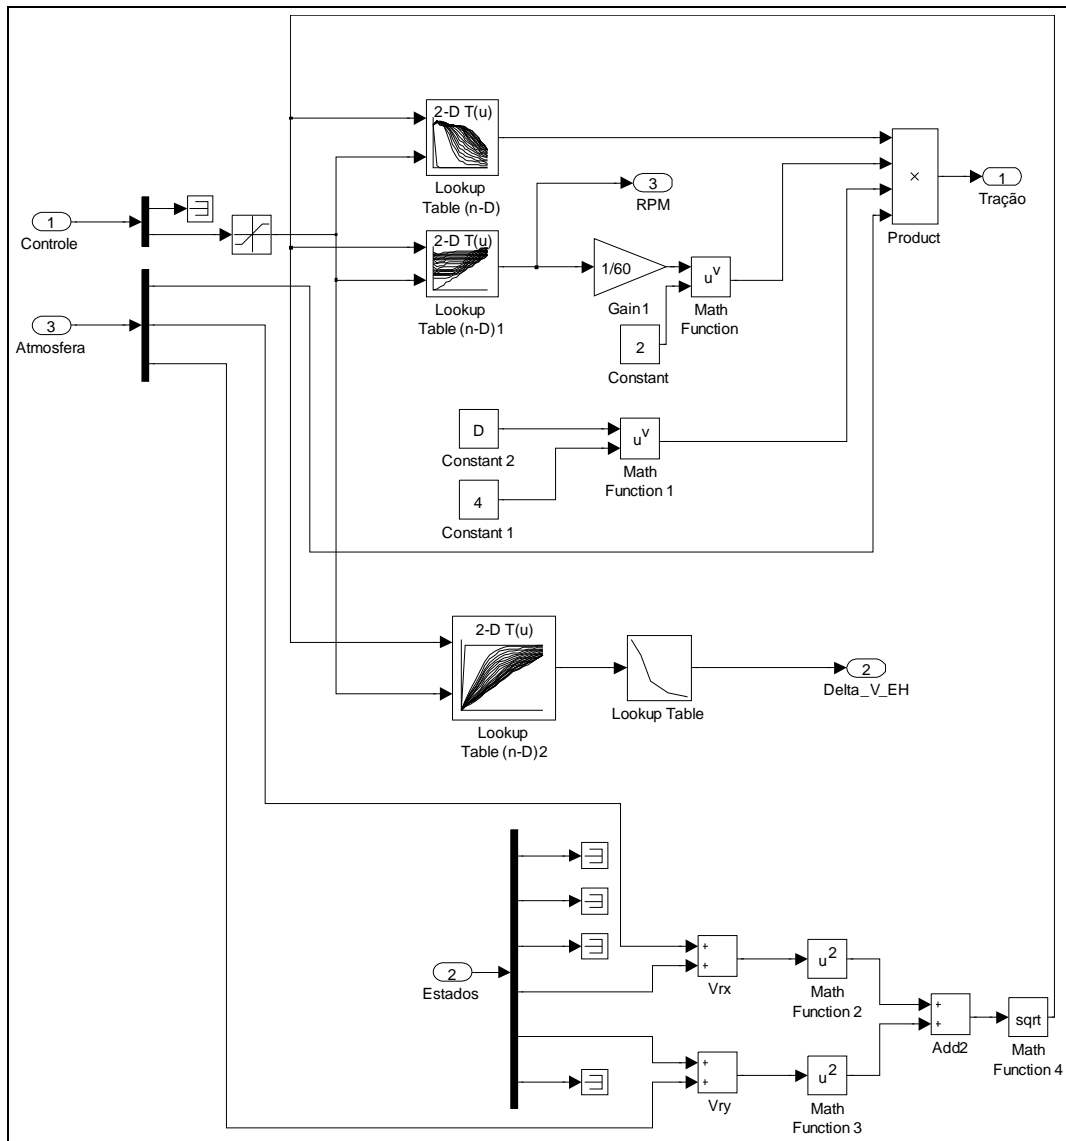 2-D T(u)
Lookup
Table (n-D)
3
RPM
×
Product
1
Tração
1
Controle
2-D T(u)
Lookup
Table (n-D)1
1/60
Gain1
u^v
Math
Function
3
Atmosfera
2
Constant
D
Constant 2
u^v
Math
Function 1
4
Constant 1
2-D T(u)
Lookup
Table (n-D)2
Lookup Table
2
Delta_V_EH
2
Estados
+
+
Vrx
u^2
Math
Function 2
+
+
Add2
sqrt
Math
Function 4
+
+
Vry
u^2
Math
Function 3